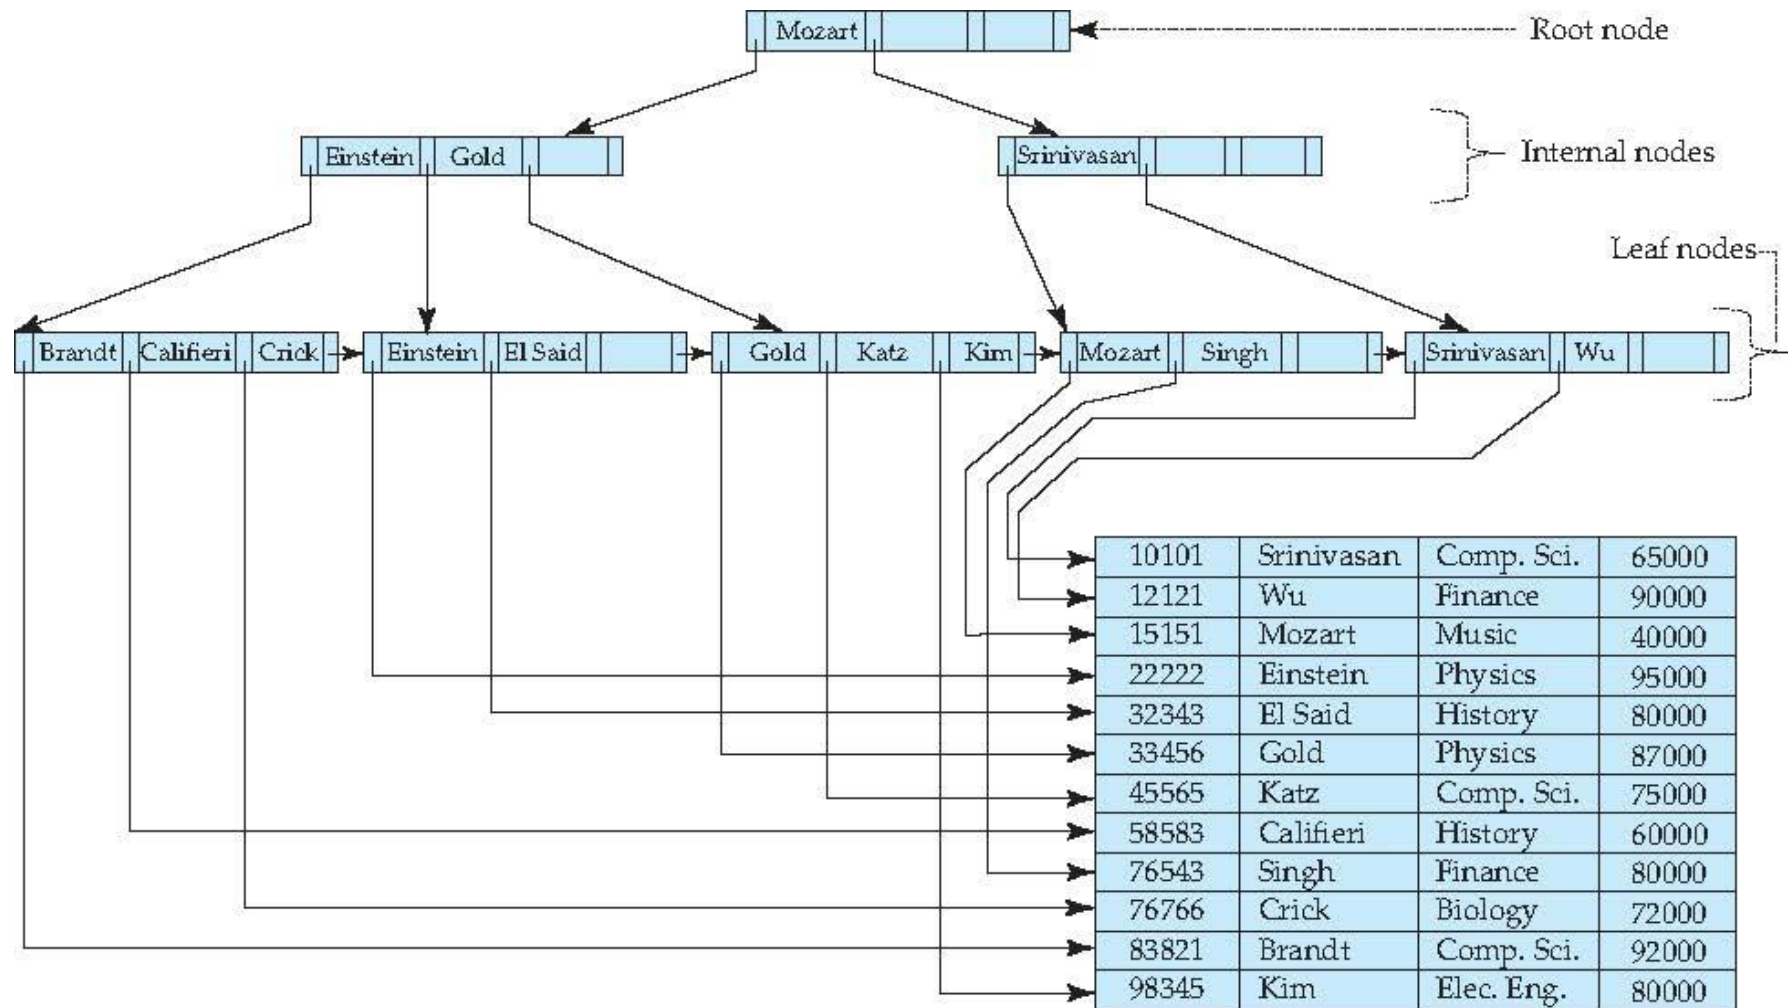 Mozart
Root node
Einstein Gold
Srinivasan
Internal nodes
Leaf nodes
Brandt Califieri Crick
Einstein El Said
Gold Katz Kim
Mozart Singh
Srinivasan Wu
10101 Srinivasan Comp. Sci. 65000
12121 Wu Finance 90000
15151 Mozart Music 40000
22222 Einstein Physics 95000
32343 El Said History 80000
33456 Gold Physics 87000
45565 Katz Comp. Sci. 75000
58583 Califieri History 60000
76543 Singh Finance 80000
76766 Crick Biology 72000
83821 Brandt Comp. Sci. 92000
98345 Kim Elec. Eng. 80000